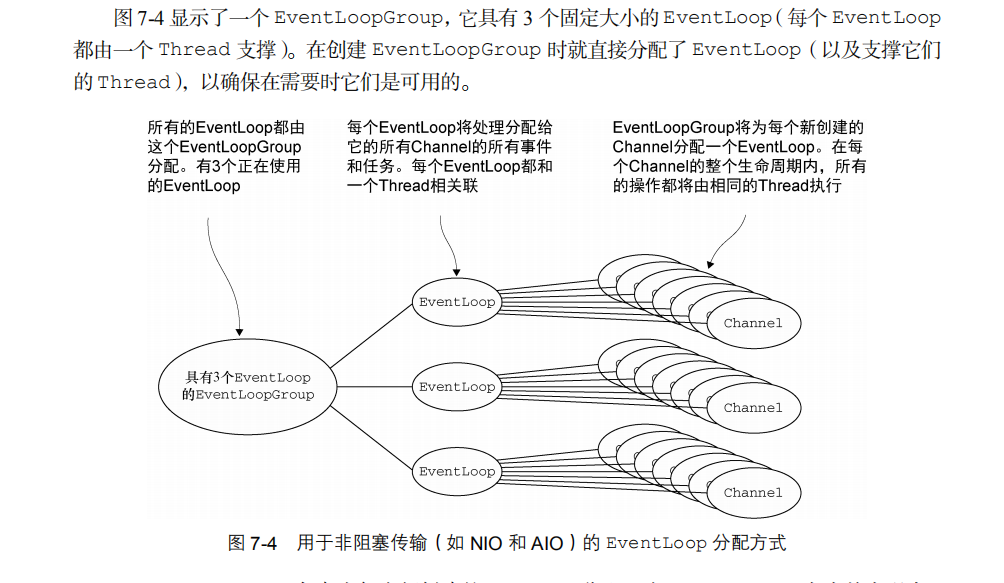 图 7-4 显示了一个 EventLoopGroup，它具有 3 个固定大小的 EventLoop（每个 EventLoop
都由一个 Thread 支撑）。在创建 EventLoopGroup 时就直接分配了 EventLoop（以及支撑它们
的 Thread），以确保在需要时它们是可用的。
所有的EventLoop都由
这个EventLoopGroup
分配。有3个正在使用
的EventLoop
每个EventLoop将处理分配给
它的所有Channel的所有事件
和任务。每个EventLoop都和
一个Thread相关联
EventLoopGroup将为每个新创建的
Channel分配一个EventLoop。在每
个Channel的整个生命周期内，所有
的操作都将由相同的Thread执行
EventLoop
Channel
具有3个EventLoop
的EventLoopGroup
EventLoop
Channel
EventLoop
Channel
图 7-4 用于非阻塞传输（如 NIO 和 AIO）的 EventLoop 分配方式